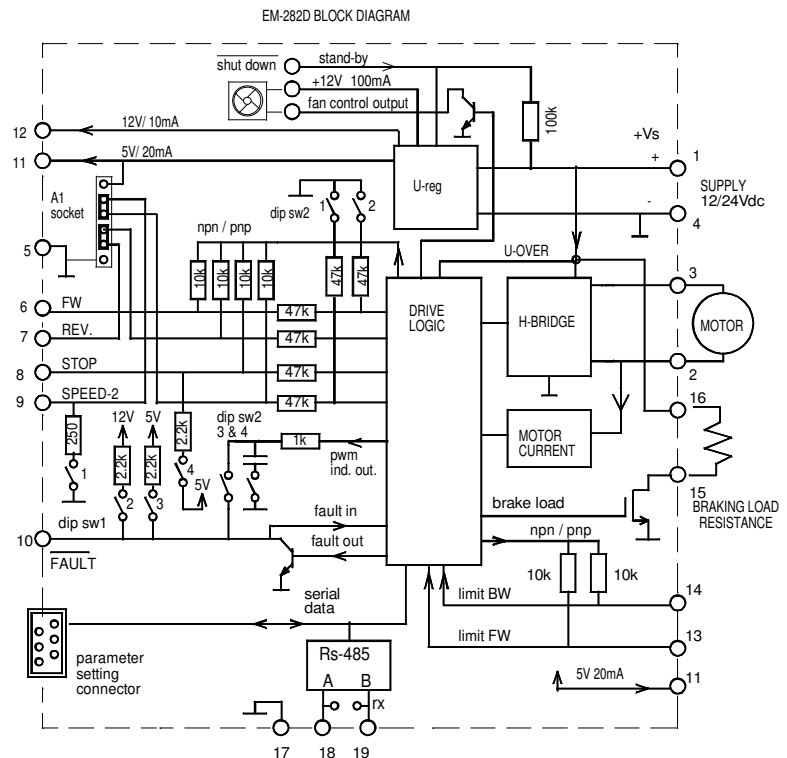 EM-282D BLOCK DIAGRAM
shut down
stand-by
+12V 100mA
fan control output
100k
12
12V/ 10mA
11
5V/ 20mA
U-reg
+Vs
+
1
-
4
SUPPLY
12/24Vdc
A1
socket
dip sw2
1
2
npn / pnp
5
10k
10k
10k
10k
47k
47k
U-OVER
3
6
FW
47k
DRIVE
LOGIC
H-BRIDGE
MOTOR
7
REV.
8
STOP
47k
2
9
SPEED-2
47k
16
250
1
12V
5V
2.2k
2
2.2k
3
2.2k
4
5V
dip sw2
3 & 4
1k
pwm
ind. out.
MOTOR
CURRENT
15
BRAKING LOAD
RESISTANCE
brake load
dip sw1
fault in
10
FAULT
fault out
npn / pnp
10k
10k
serial
data
limit BW
14
limit FW
13
parameter
setting
connector
Rs-485
A B
rx
5V 20mA
11
17
18
19